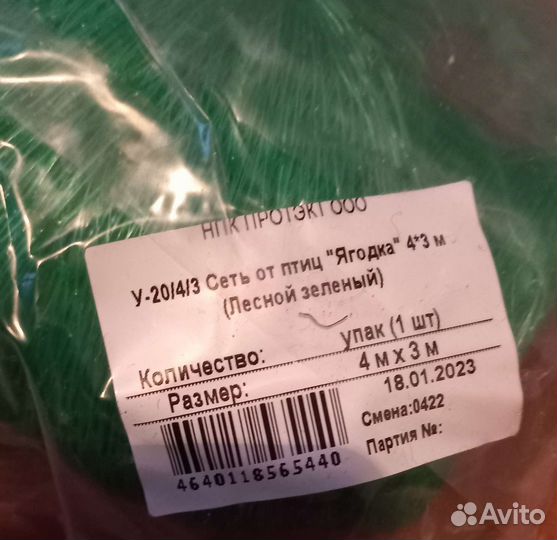 НПК ПРОТЭКТ ООО
У-20/4/3 Сеть от птиц "Ягодка" 4*3 м
(Лесной зеленый)
Количество: упак (1 шт)
Размер: 4 м х 3 м
18.01.2023
Смена:0422
Партия №:
4640118565440
Avito